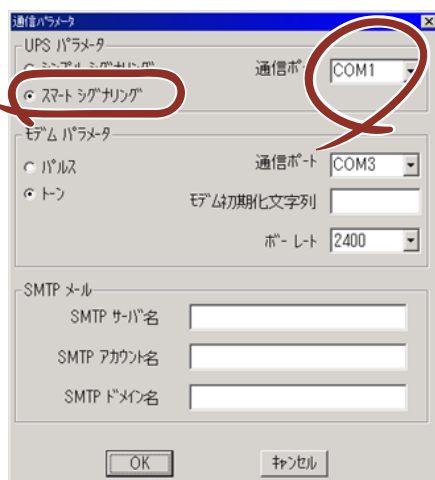 通信パラメータ
UPS パラメータ
シンプル シグナリング 通信ポート COM1
スマート シグナリング
モデム パラメータ
パルス 通信ポート COM3
トーン モデム初期化文字列
ボー レート 2400
SMTP メール
SMTP サーバ名
SMTP アカウント名
SMTP ドメイン名
OK キャンセル